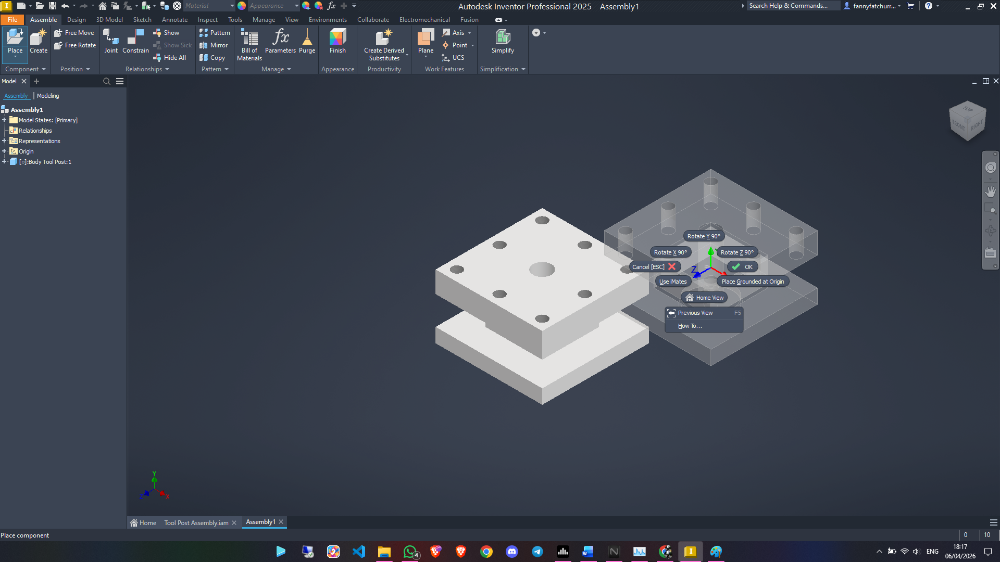 Material
Appearance
fx
Autodesk Inventor Professional 2025 Assembly1
Search Help & Commands...
fannyfatchurr...
File Assemble Design 3D Model Sketch Annotate Inspect Tools Manage View Environments Collaborate Electromechanical Fusion
Place
Create
Free Move
Free Rotate
Joint
Constrain
Show
Show Sick
Hide All
Pattern
Mirror
Copy
Bill of
Materials
fx
Parameters
Purge
Finish
Create Derived
Substitutes
Plane
Axis
Point
UCS
Simplify
Component Position Relationships Pattern Manage Appearance Productivity Work Features Simplification
Model
Assembly | Modeling
Assembly1
Model States: [Primary]
Relationships
Representations
Origin
[○]:Body Tool Post:1
TOP
FRONT
RIGHT
Rotate Y 90°
Rotate X 90°
Rotate Z 90°
Cancel [ESC]
OK
Z
Use iMates
Place Grounded at Origin
Home View
Previous View F5
How To...
Y
Z
X
Home
Tool Post Assembly.iam
Assembly1
Place component
0 10
4
ENG
18:17
06/04/2026